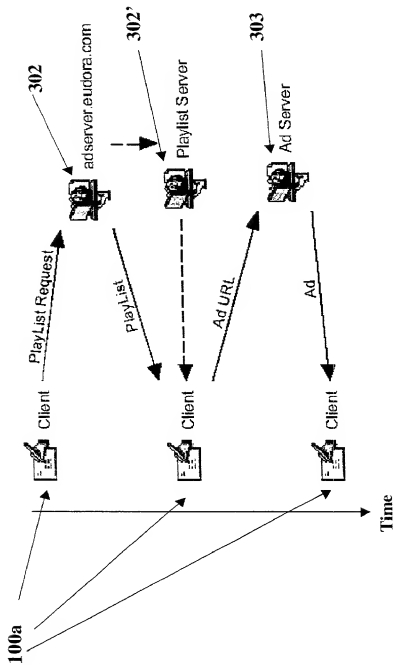 302
adserver.eudora.com
302'
Playlist Server
303
Ad Server
PlayList Request
PlayList
Ad URL
Ad
Client
Client
Client
100a
Time